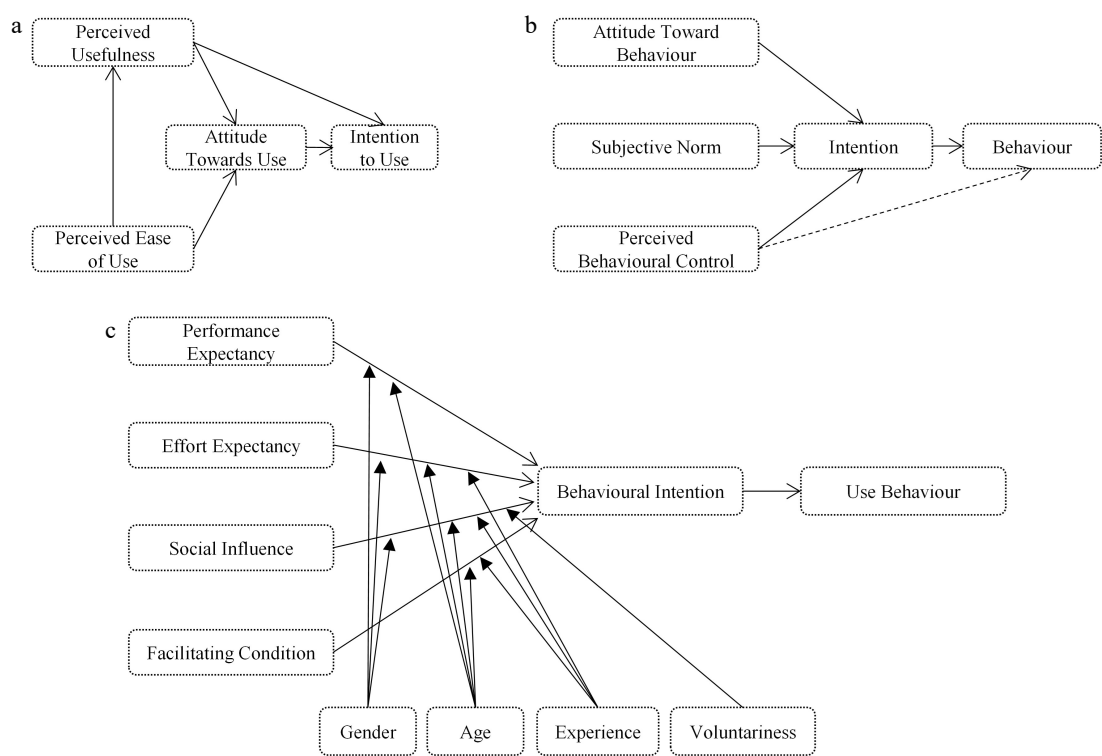 a
Perceived
Usefulness
Attitude
Towards Use
Intention
to Use
Perceived Ease
of Use
b
Attitude Toward
Behaviour
Subjective Norm
Intention
Behaviour
Perceived
Behavioural Control
c
Performance
Expectancy
Effort Expectancy
Behavioural Intention
Use Behaviour
Social Influence
Facilitating Condition
Gender
Age
Experience
Voluntariness